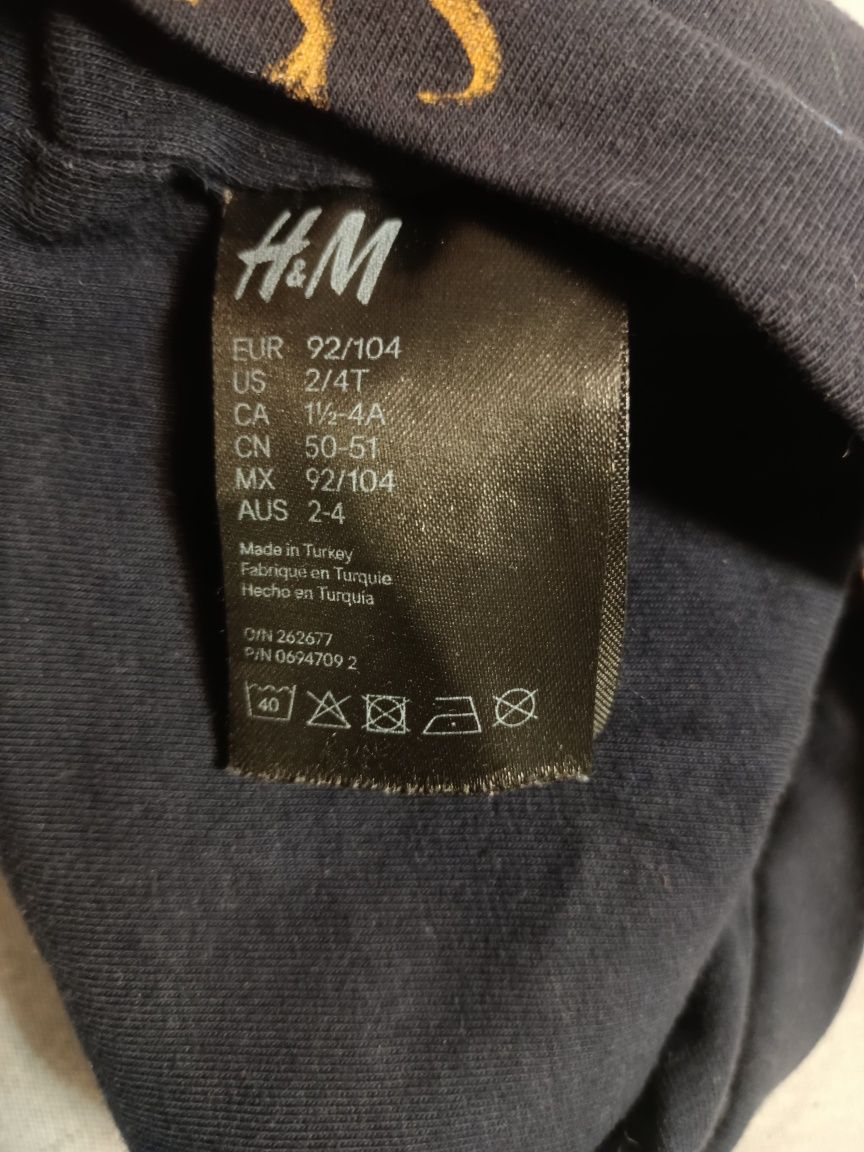 H&M
EUR 92/104
US 2/4T
CA 1½-4A
CN 50-51
MX 92/104
AUS 2-4
Made in Turkey
Fabriqué en Turquie
Hecho en Turquía
O/N 262677
P/N 0694709 2
40